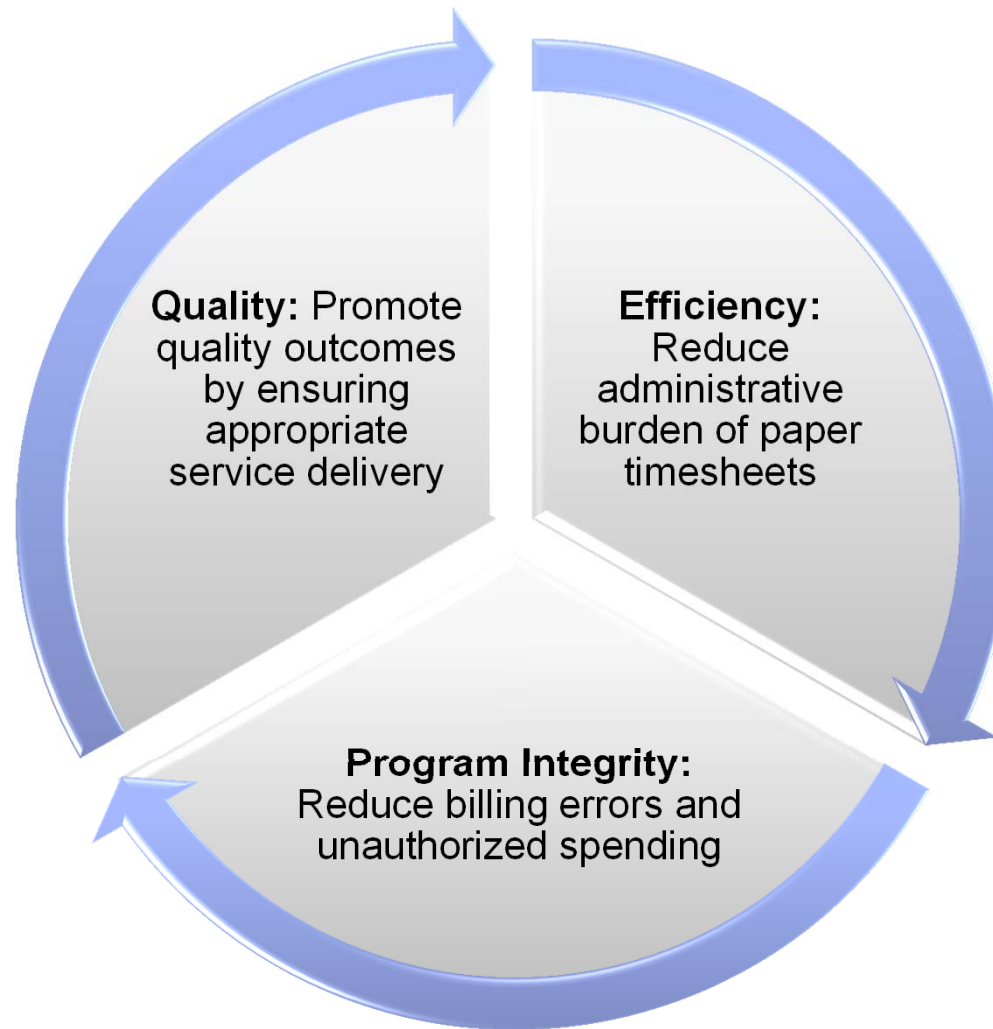 Quality: Promote
quality outcomes
by ensuring
appropriate
service delivery
Efficiency:
Reduce
administrative
burden of paper
timesheets
Program Integrity:
Reduce billing errors and
unauthorized spending